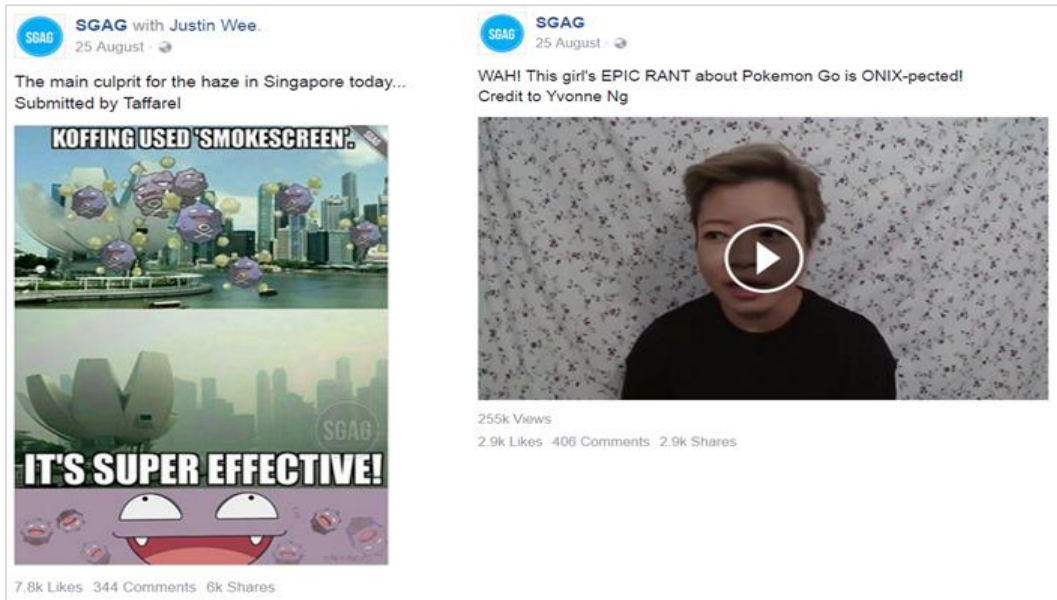 SGAG
SGAG with Justin Wee.
25 August
The main culprit for the haze in Singapore today...
Submitted by Taffarel
KOFFING USED 'SMOKESCREEN'.
SGAG
SGAG
IT'S SUPER EFFECTIVE!
7.8k Likes 344 Comments 6k Shares
SGAG
SGAG
25 August
WAH! This girl's EPIC RANT about Pokemon Go is ONIX-pected!
Credit to Yvonne Ng
255k Views
2.9k Likes 406 Comments 2.9k Shares